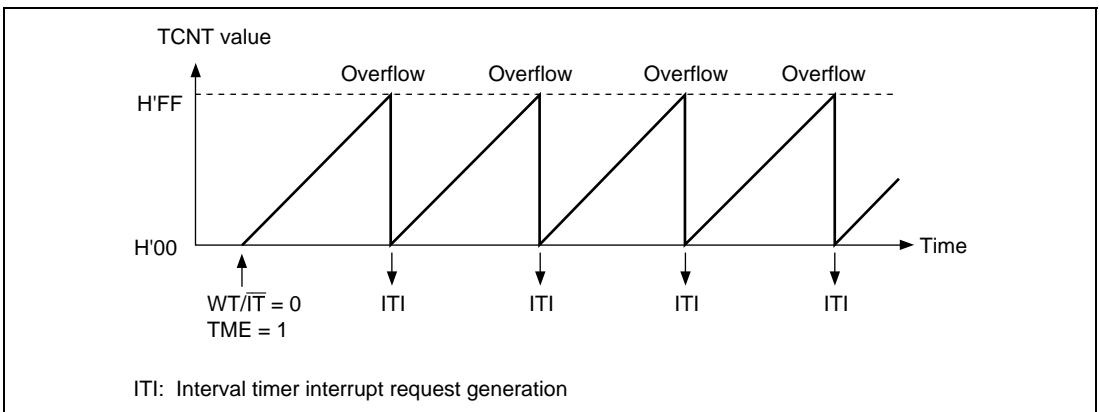 TCNT value
Overflow Overflow Overflow Overflow
H'FF
H'00
Time
WT/I̅T̅ = 0
TME = 1
ITI ITI ITI ITI
ITI: Interval timer interrupt request generation